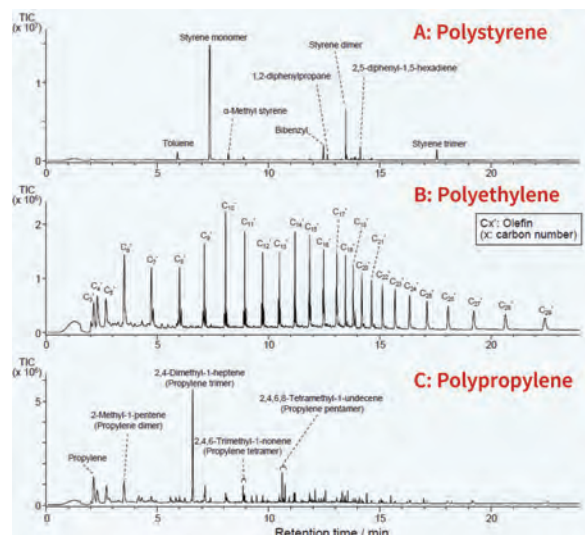 TIC
(x 10⁷)
A: Polystyrene
Styrene monomer
Styrene dimer
1,2-diphenylpropane
2,5-diphenyl-1,5-hexadiene
α-Methyl styrene
Bibenzyl
Toluene
Styrene trimer
1
0
0 5 10 15 20
TIC
(x 10⁶)
B: Polyethylene
Cx': Olefin
(x: carbon number)
C₃' C₄' C₅' C₆' C₇' C₈' C₉' C₁₀' C₁₁' C₁₂' C₁₃' C₁₄' C₁₅' C₁₆' C₁₇' C₁₈' C₁₉' C₂₀' C₂₁' C₂₂' C₂₃' C₂₄' C₂₅' C₂₆' C₂₇' C₂₈' C₂₉'
2
1
0
0 5 10 15 20
TIC
(x 10⁶)
C: Polypropylene
2,4-Dimethyl-1-heptene
(Propylene trimer)
2-Methyl-1-pentene
(Propylene dimer)
2,4,6,8-Tetramethyl-1-undecene
(Propylene pentamer)
2,4,6-Trimethyl-1-nonene
(Propylene tetramer)
Propylene
5
0
0 5 10 15 20
Retention time / min